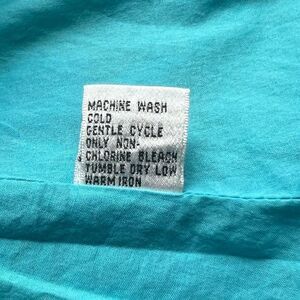 MACHINE WASH
COLD
GENTLE CYCLE
ONLY NON-
CHLORINE BLEACH
TUMBLE DRY LOW
WARM IRON